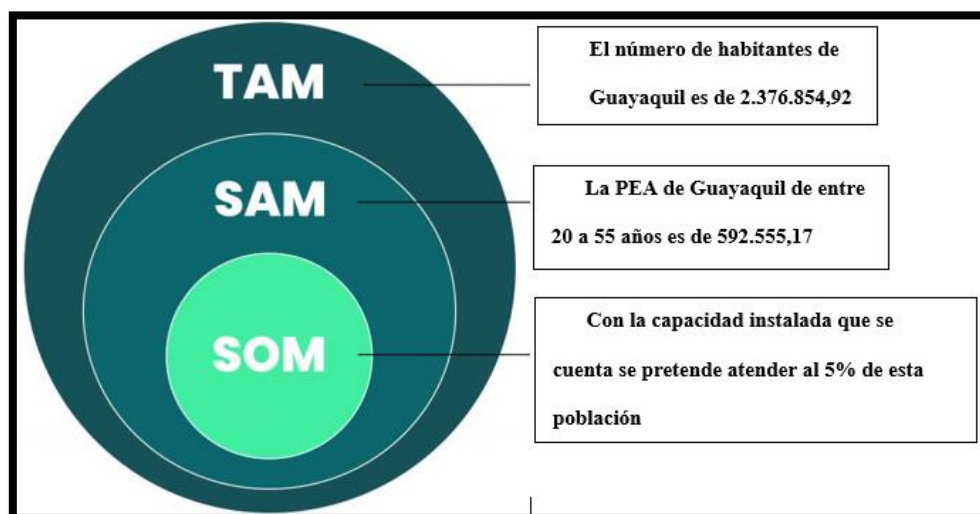 TAM
El número de habitantes de
Guayaquil es de 2.376.854,92
SAM
La PEA de Guayaquil de entre
20 a 55 años es de 592.555,17
SOM
Con la capacidad instalada que se
cuenta se pretende atender al 5% de esta
población